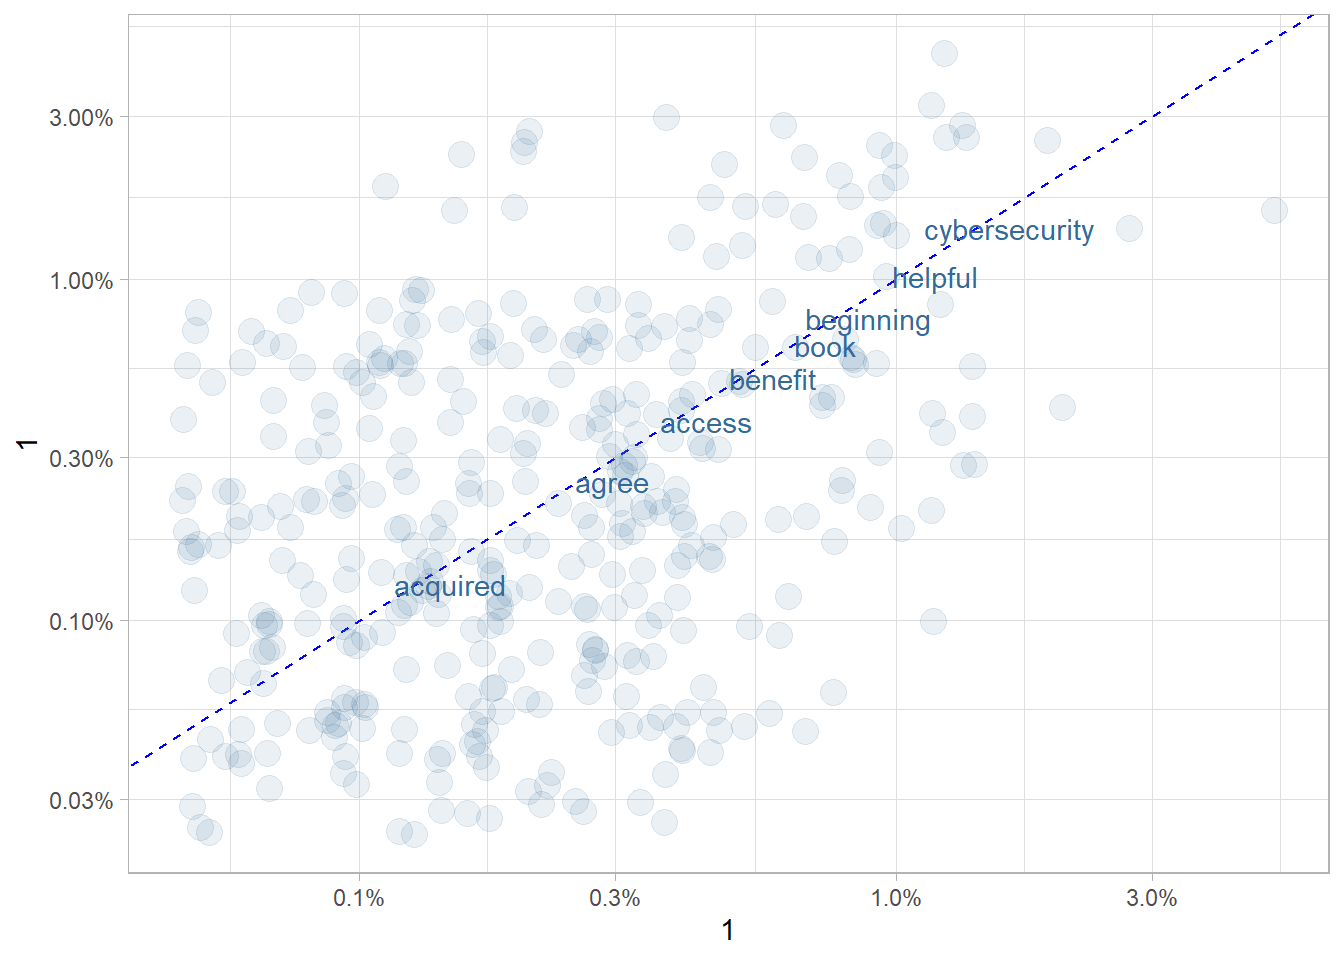 3.00%
1.00%
0.30%
0.10%
0.03%
1
cybersecurity
helpful
beginning
book
benefit
access
agree
acquired
0.1%
0.3%
1.0%
3.0%
1